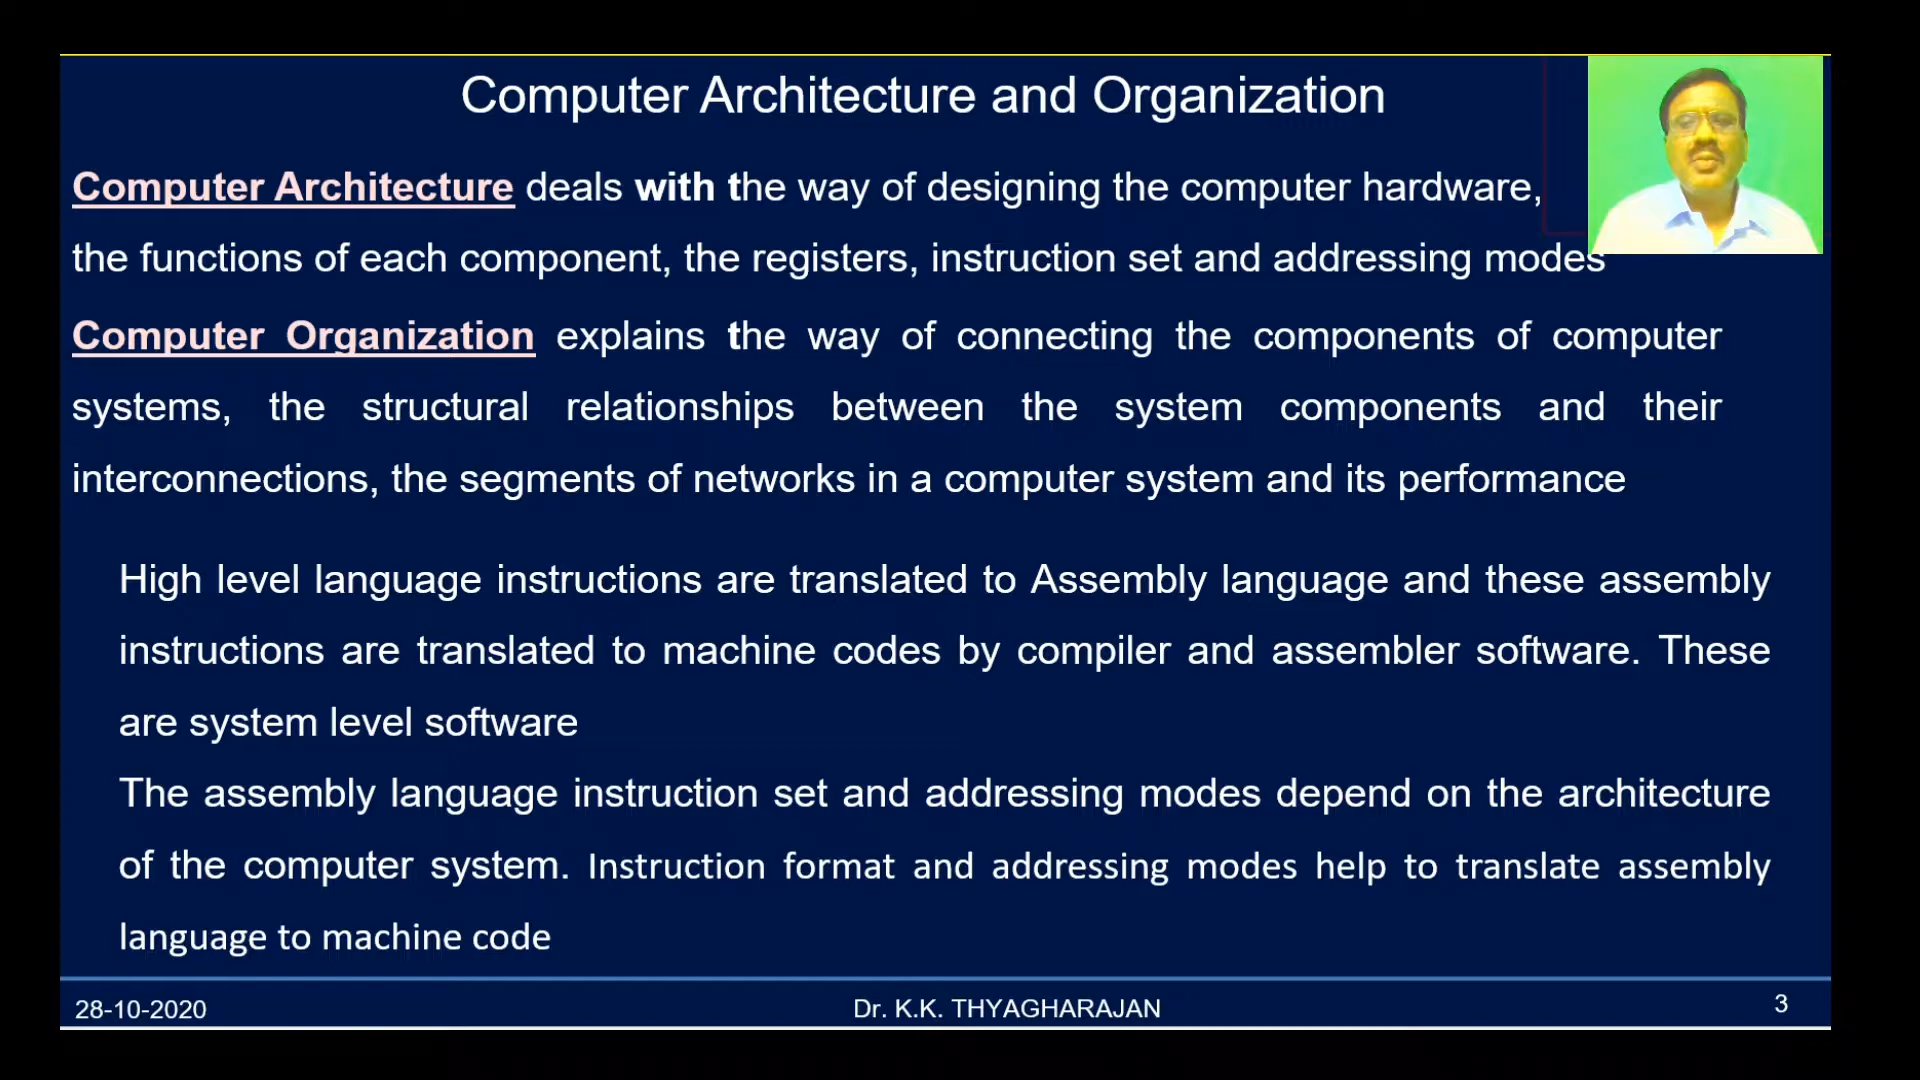 Computer Architecture and Organization
Computer Architecture deals with the way of designing the computer hardware,
the functions of each component, the registers, instruction set and addressing modes
Computer Organization explains the way of connecting the components of computer
systems, the structural relationships between the system components and their
interconnections, the segments of networks in a computer system and its performance
High level language instructions are translated to Assembly language and these assembly
instructions are translated to machine codes by compiler and assembler software. These
are system level software
The assembly language instruction set and addressing modes depend on the architecture
of the computer system. Instruction format and addressing modes help to translate assembly
language to machine code
28-10-2020
Dr. K.K. THYAGHARAJAN
3